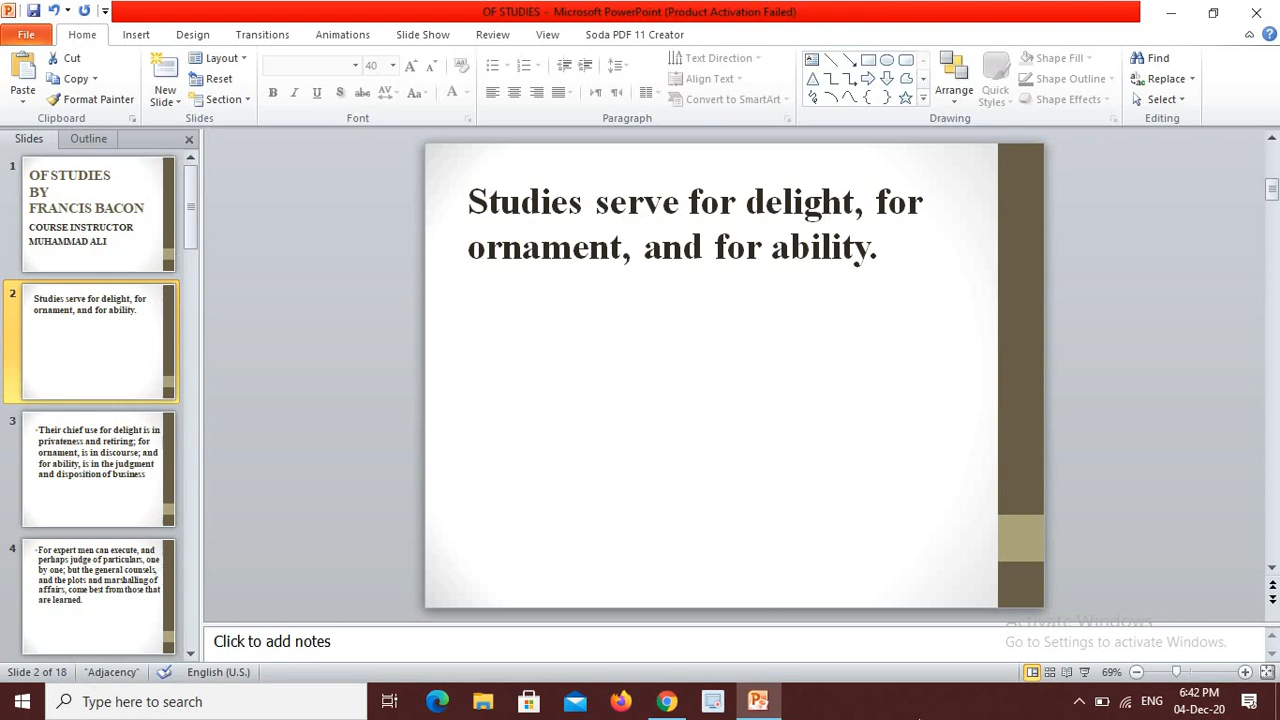 OF STUDIES - Microsoft PowerPoint (Product Activation Failed)
File Home Insert Design Transitions Animations Slide Show Review View Soda PDF 11 Creator
Paste
Cut
Copy
Format Painter
Clipboard
New
Slide
Layout
Reset
Section
Slides
40
B I U S abc AV Aa A
Font
Text Direction
Align Text
Convert to SmartArt
Paragraph
Arrange
Quick
Styles
Shape Fill
Shape Outline
Shape Effects
Drawing
Find
Replace
Select
Editing
Slides Outline
1
OF STUDIES
BY
FRANCIS BACON
COURSE INSTRUCTOR
MUHAMMAD ALI
2
Studies serve for delight, for
ornament, and for ability.
3
Their chief use for delight is in
privateness and retiring; for
ornament, is in discourse; and
for ability, is in the judgment
and disposition of business
4
For expert men can execute, and
perhaps judge of particulars, one
by one; but the general counsels,
and the plots and marshalling of
affairs, come best from those that
are learned.
Studies serve for delight, for
ornament, and for ability.
Click to add notes
Activate Windows
Go to Settings to activate Windows.
Slide 2 of 18 "Adjacency" English (U.S.) 69%
Type here to search
ENG
6:42 PM
04-Dec-20